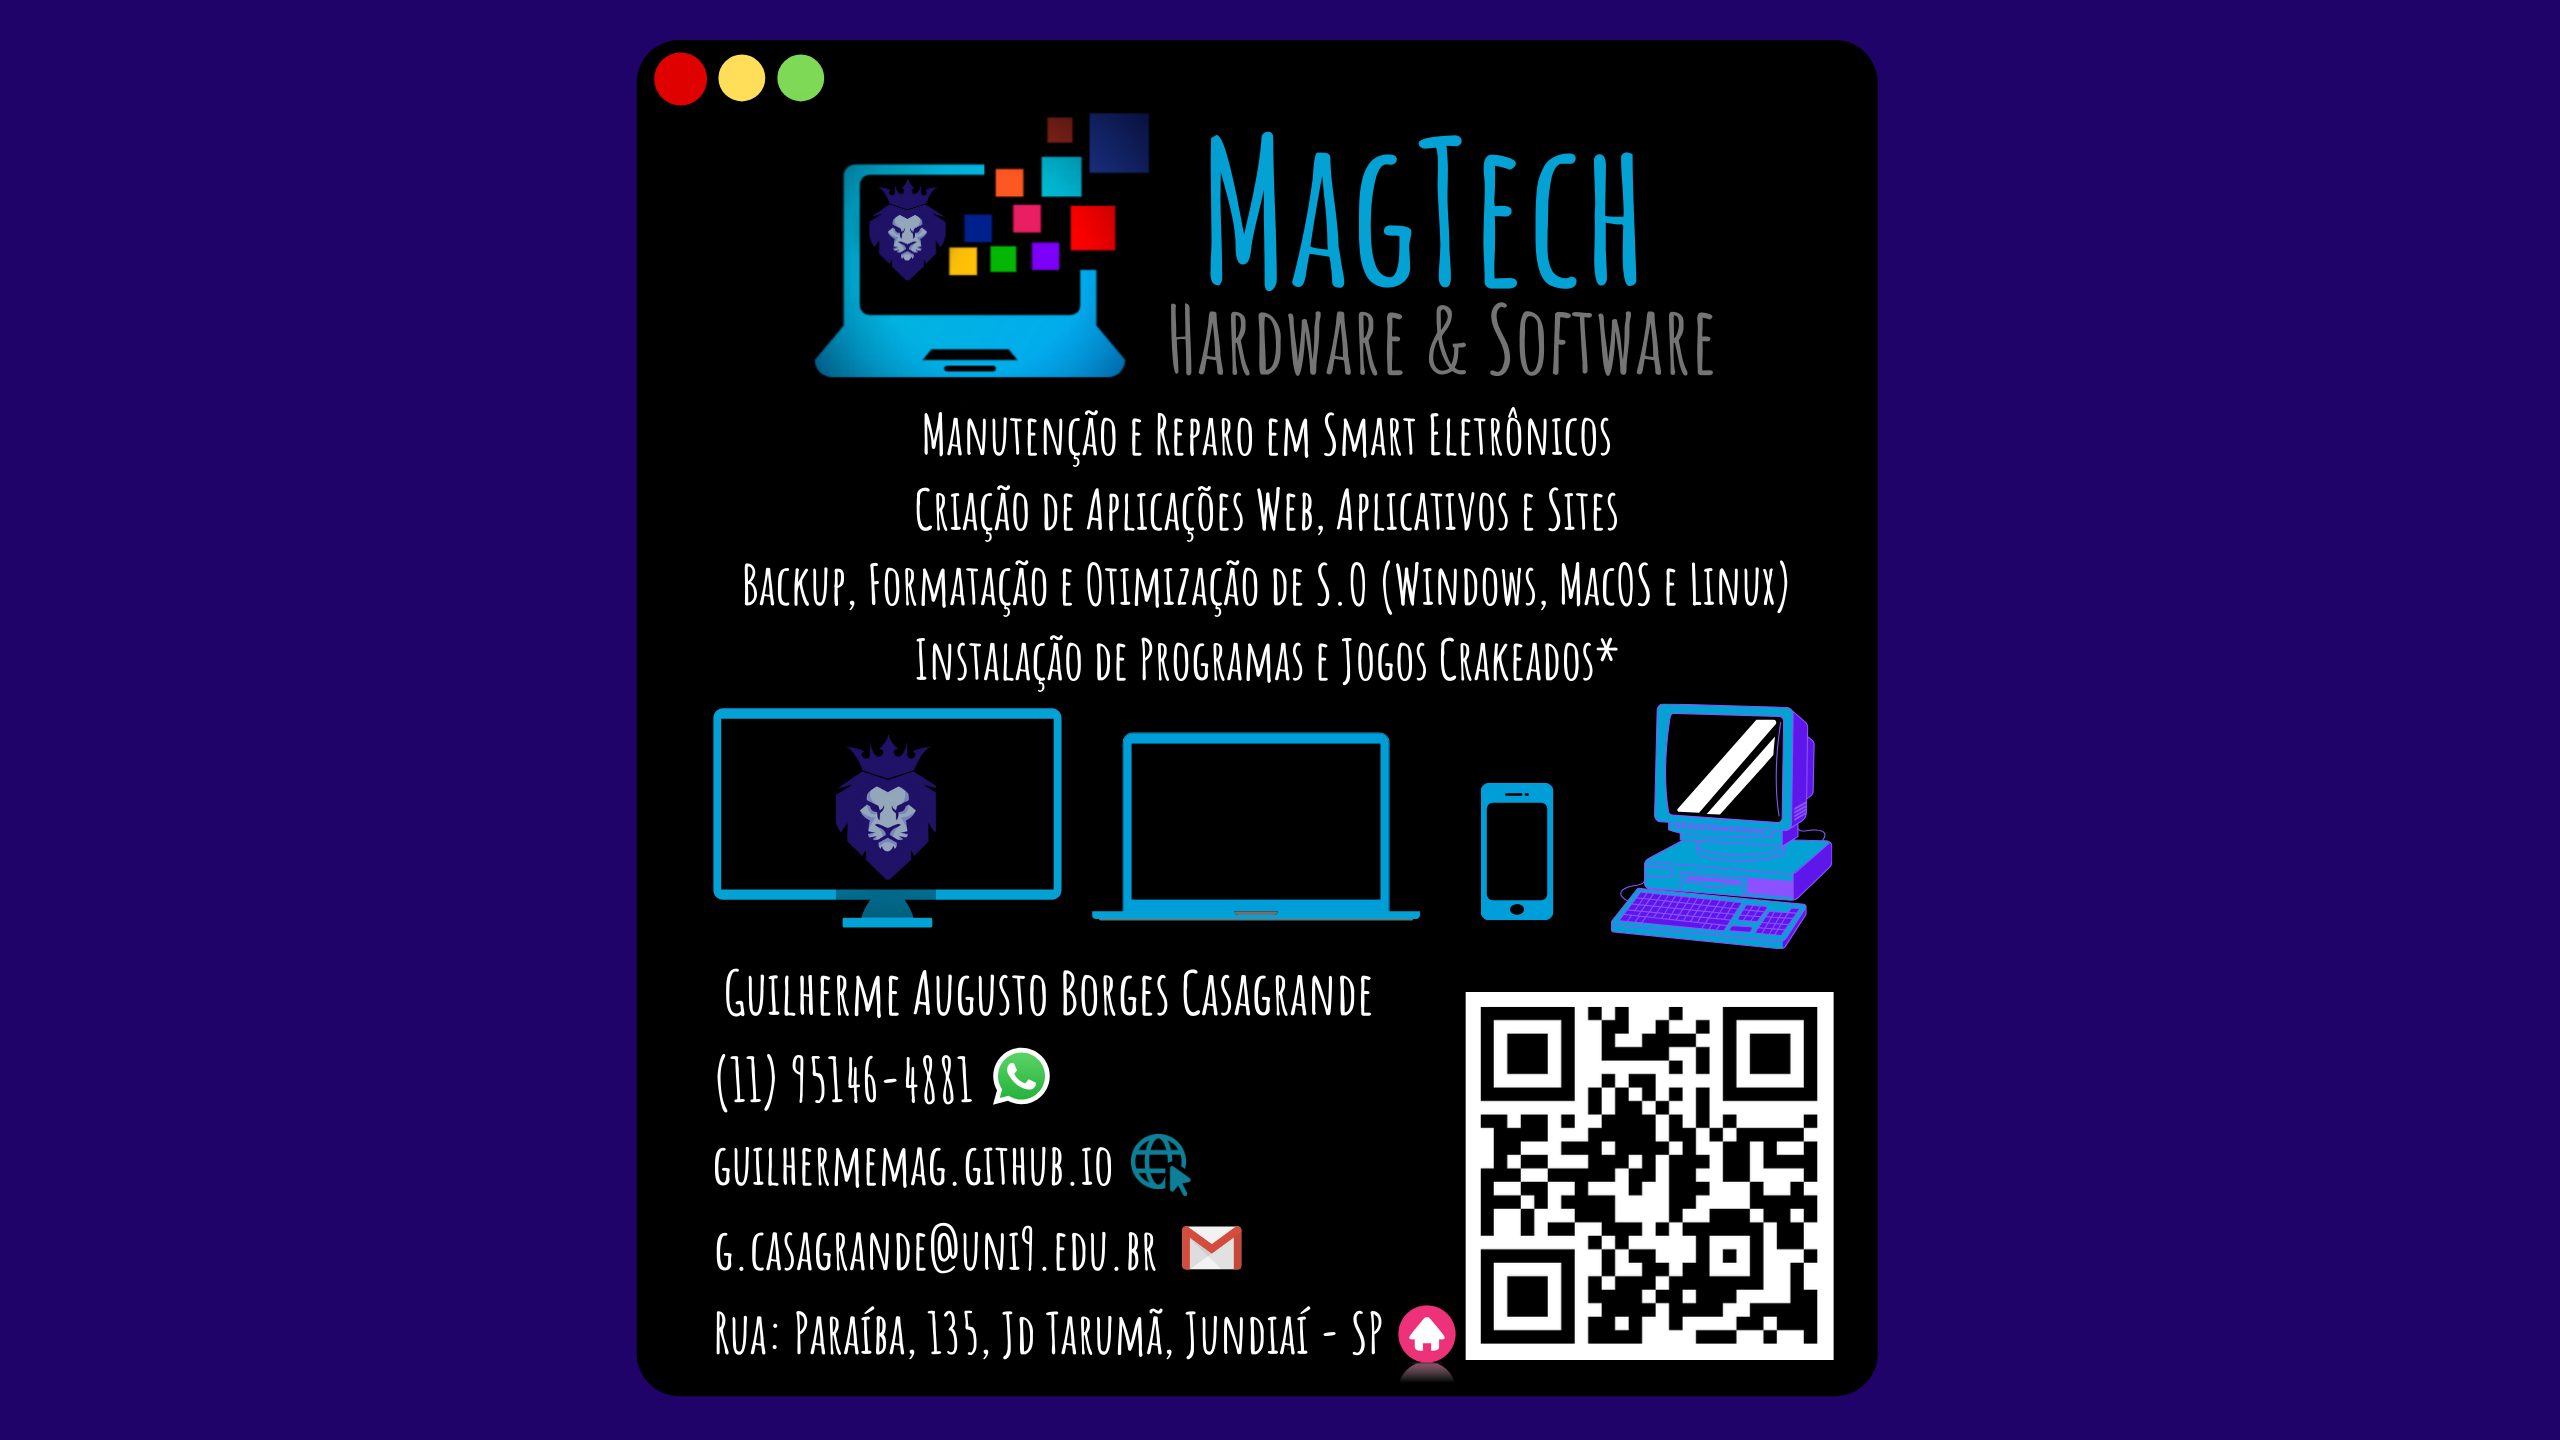 MagTech
Hardware & Software
Manutenção e Reparo em Smart Eletrônicos
Criação de Aplicações Web, Aplicativos e Sites
Backup, Formatação e Otimização de S.O (Windows, MacOS e Linux)
Instalação de Programas e Jogos Crakeados*
Guilherme Augusto Borges Casagrande
(11) 95146-4881
guilhermemag.github.io
g.casagrande@uni9.edu.br
Rua: Paraíba, 135, Jd Tarumã, Jundiaí - SP